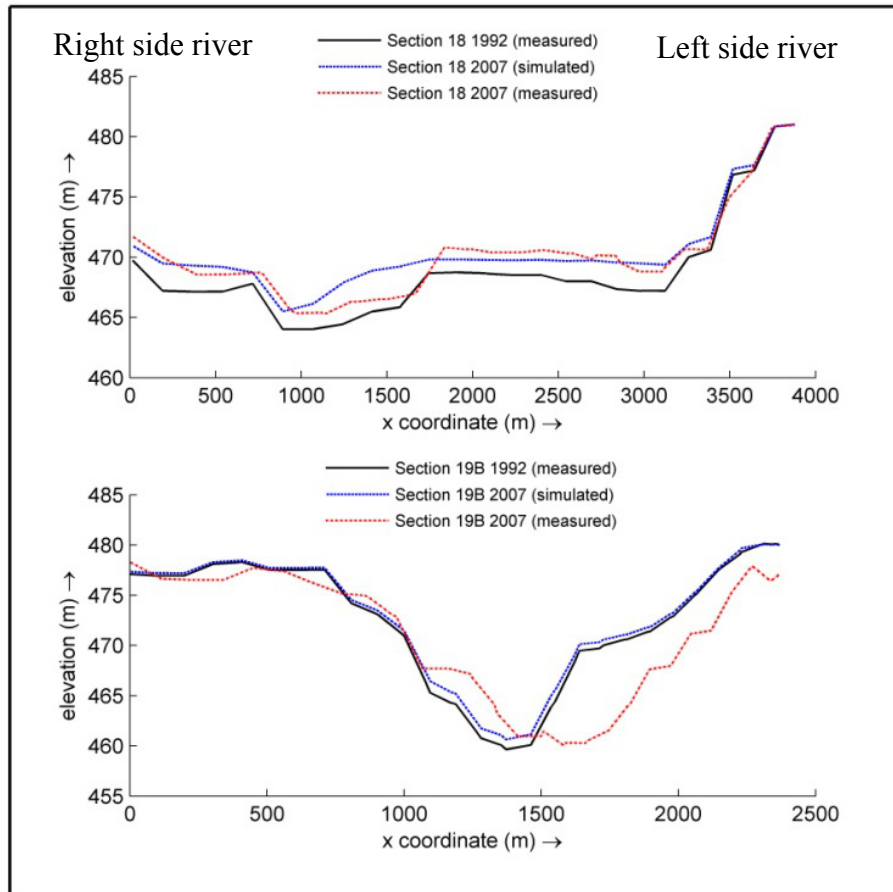 Right side river
Left side river
Section 18 1992 (measured)
Section 18 2007 (simulated)
Section 18 2007 (measured)
485
480
475
470
465
460
elevation (m) →
0 500 1000 1500 2000 2500 3000 3500 4000
x coordinate (m) →
Section 19B 1992 (measured)
Section 19B 2007 (simulated)
Section 19B 2007 (measured)
485
480
475
470
465
460
455
elevation (m) →
0 500 1000 1500 2000 2500
x coordinate (m) →